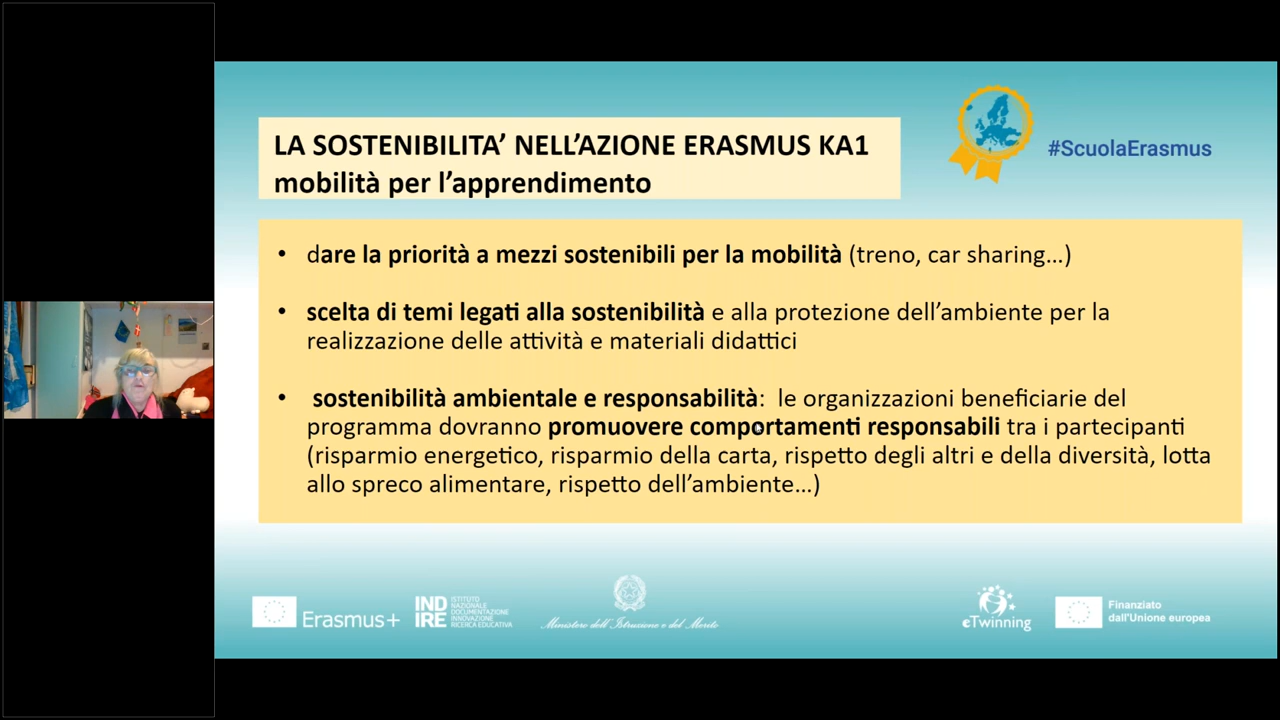 LA SOSTENIBILITA’ NELL’AZIONE ERASMUS KA1
mobilità per l’apprendimento
#ScuolaErasmus
• dare la priorità a mezzi sostenibili per la mobilità (treno, car sharing…)
• scelta di temi legati alla sostenibilità e alla protezione dell’ambiente per la
realizzazione delle attività e materiali didattici
• sostenibilità ambientale e responsabilità: le organizzazioni beneficiarie del
programma dovranno promuovere comportamenti responsabili tra i partecipanti
(risparmio energetico, risparmio della carta, rispetto degli altri e della diversità, lotta
allo spreco alimentare, rispetto dell’ambiente…)
Erasmus+
INDIRE
ISTITUTO
NAZIONALE
DOCUMENTAZIONE
INNOVAZIONE
RICERCA EDUCATIVA
Ministero dell’Istruzione e del Merito
eTwinning
Finanziato
dall’Unione europea